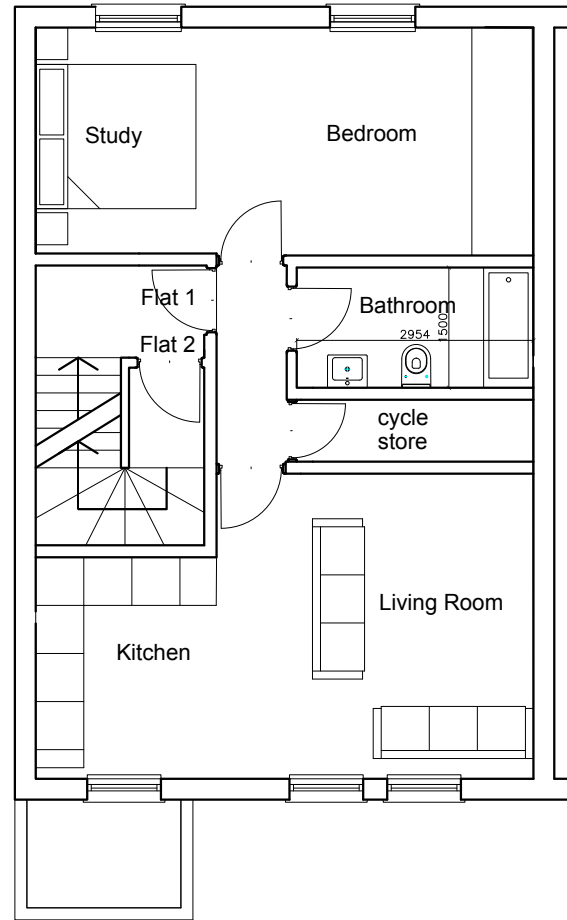 Study
Bedroom
Flat 1
Bathroom
2954
1500
Flat 2
cycle
store
Living Room
Kitchen